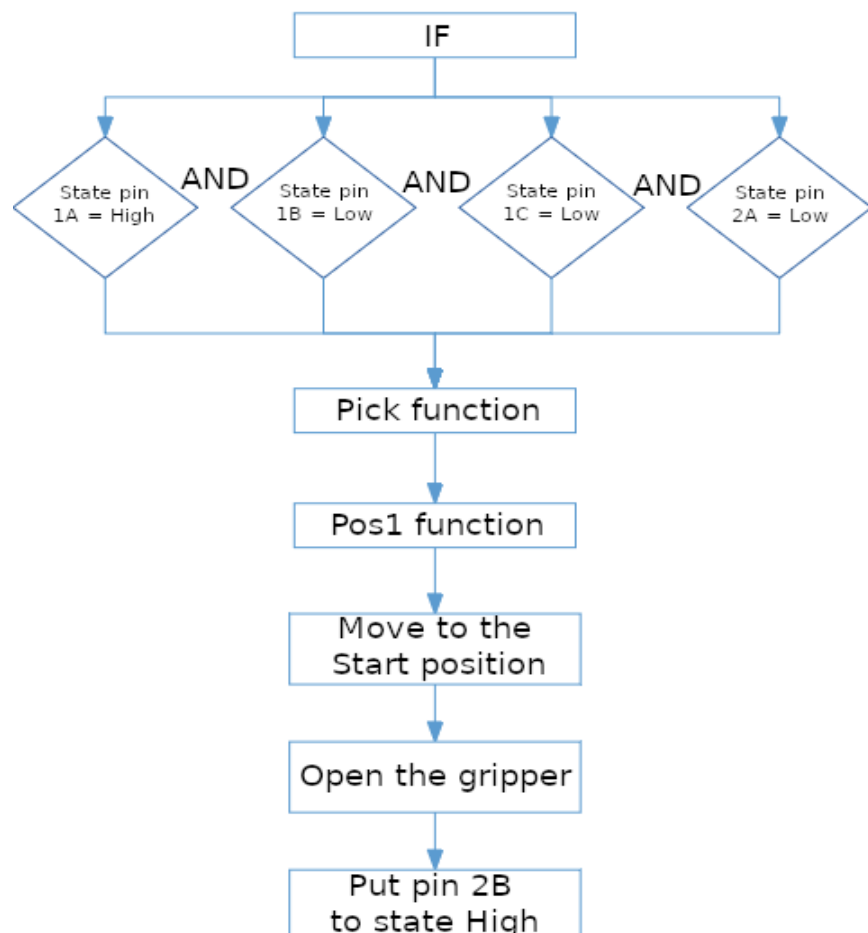 IF
State pin
1A = High
AND
State pin
1B = Low
AND
State pin
1C = Low
AND
State pin
2A = Low
Pick function
Pos1 function
Move to the
Start position
Open the gripper
Put pin 2B
to state High